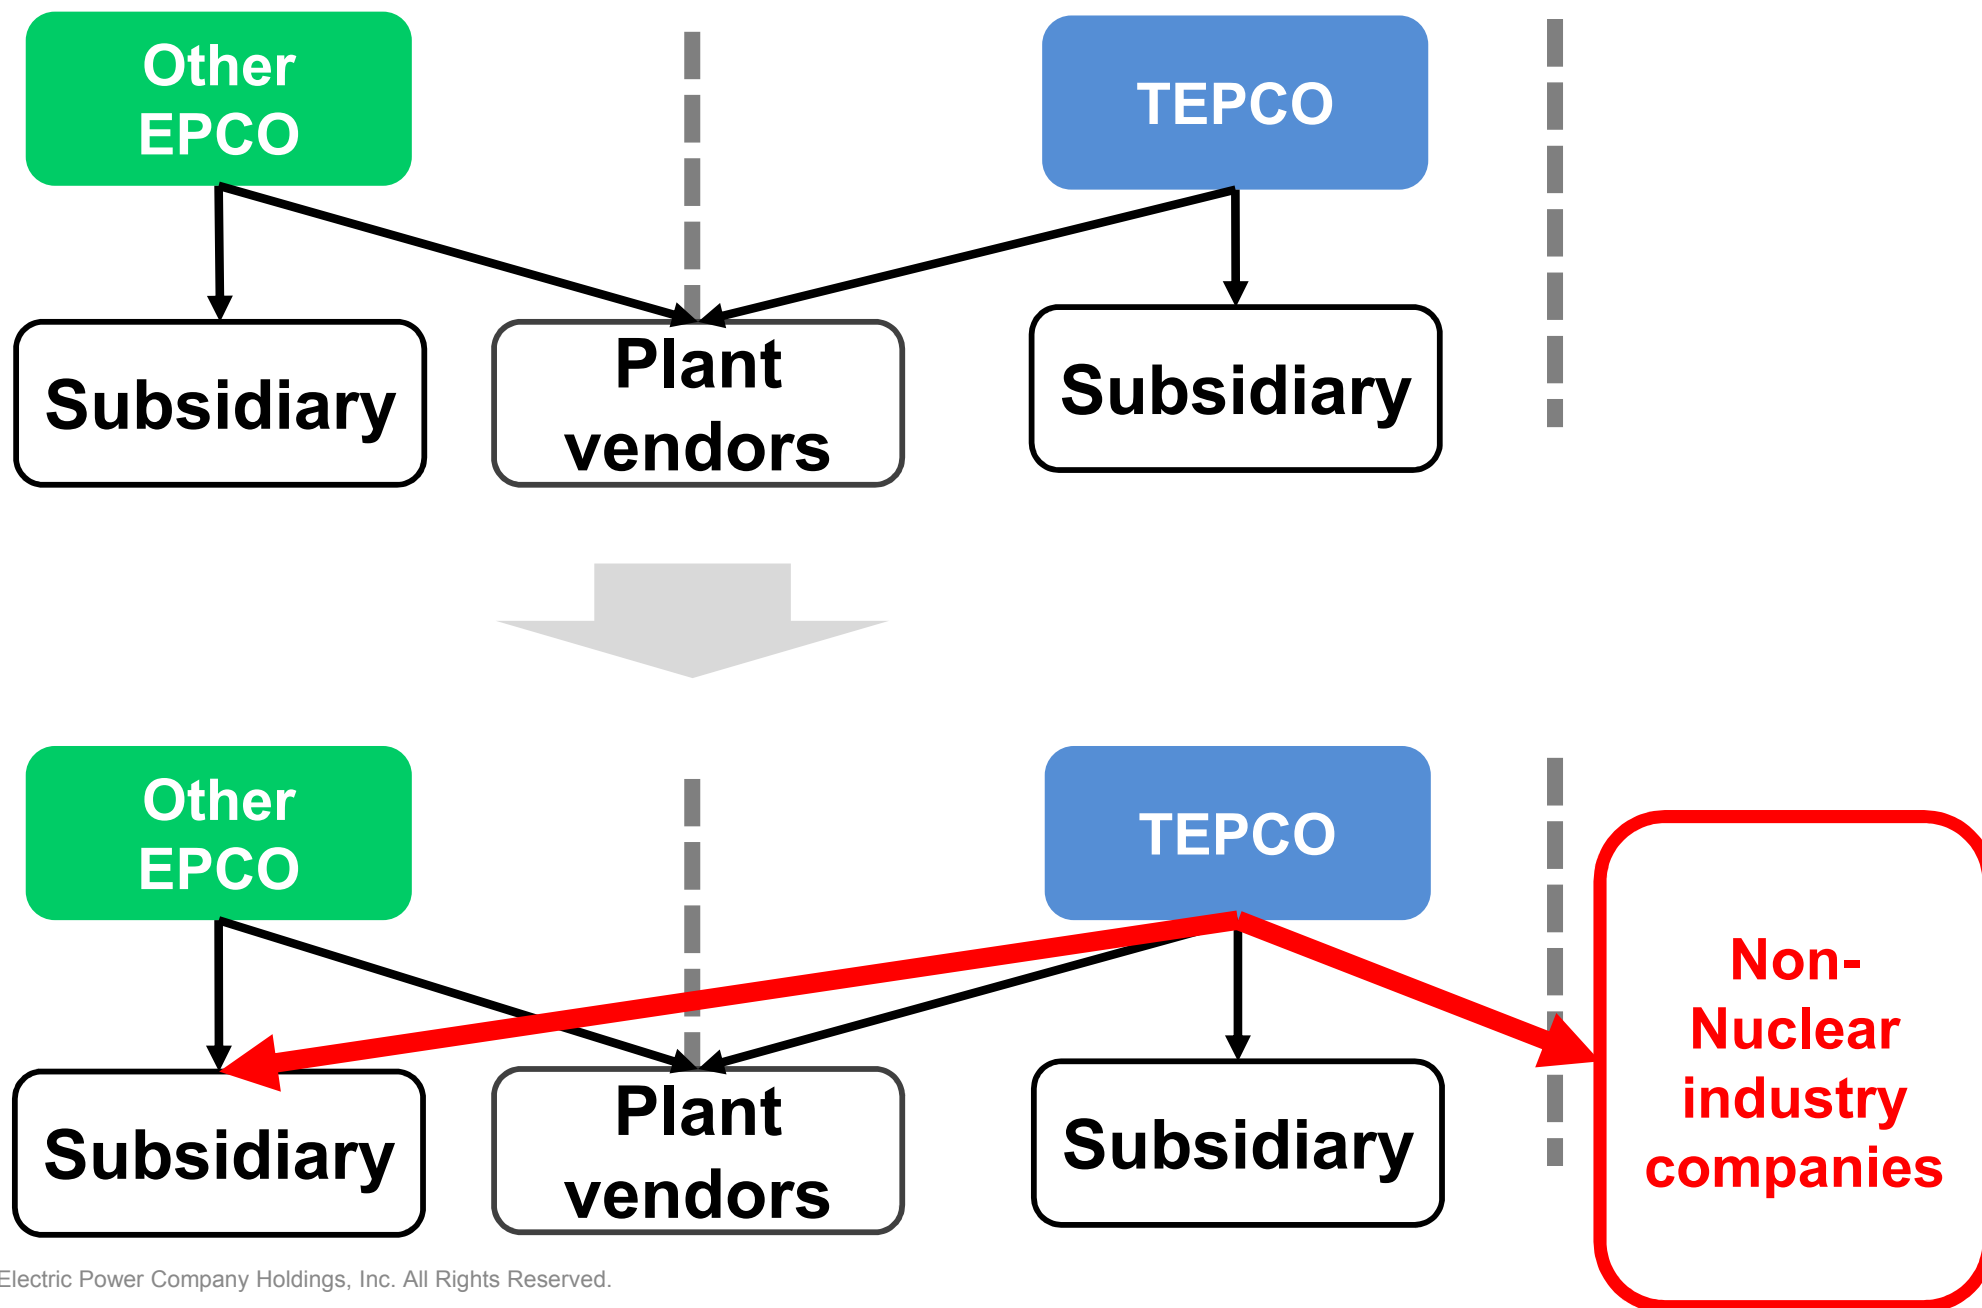 Other
EPCO
TEPCO
Subsidiary
Plant
vendors
Subsidiary
Other
EPCO
TEPCO
Non-
Nuclear
industry
companies
Subsidiary
Plant
vendors
Subsidiary
Electric Power Company Holdings, Inc. All Rights Reserved.